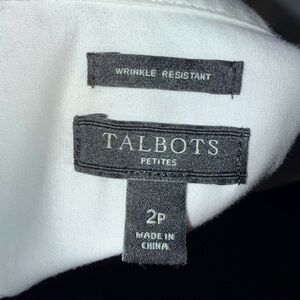 WRINKLE RESISTANT
TALBOTS
PETITES
2P
MADE IN
CHINA